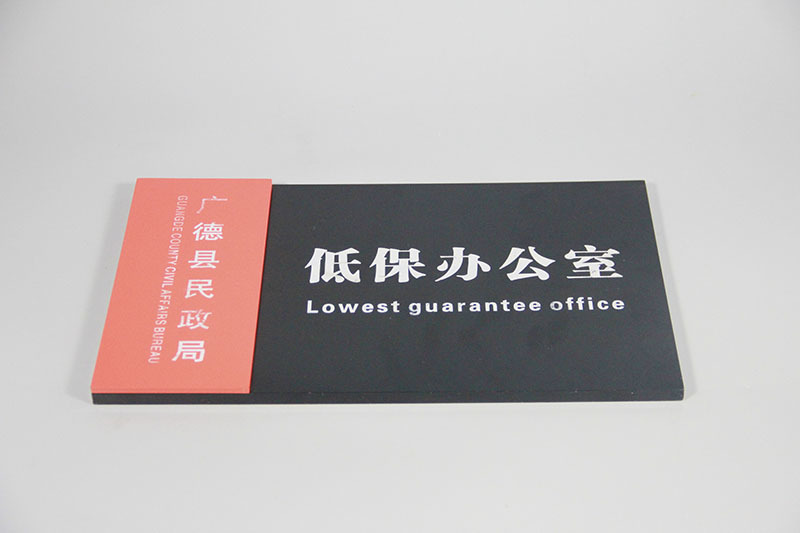 广德县民政局
GUANGDE COUNTY CIVIL AFFAIRS BUREAU
低保办公室
Lowest guarantee office